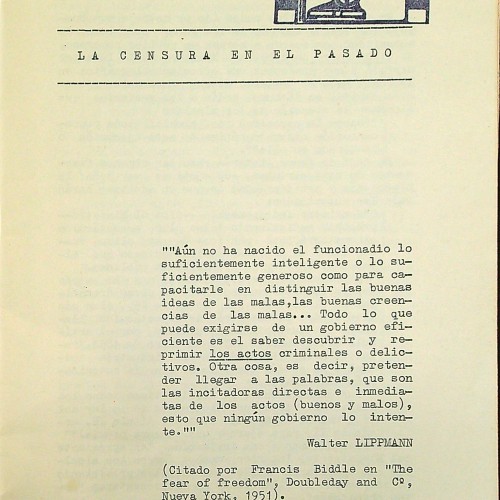 LA CENSURA EN EL PASADO
""Aún no ha nacido el funcionadio lo
suficientemente inteligente o lo su-
ficientemente generoso como para ca-
pacitarle en distinguir las buenas
ideas de las malas,las buenas creen-
cias de las malas... Todo lo que
puede exigirse de un gobierno efi-
ciente es el saber descubrir y re-
primir los actos criminales o delic-
tivos. Otra cosa, es decir, preten-
der llegar a las palabras, que son
las incitadoras directas e inmedia-
tas de los actos (buenos y malos),
esto que ningún gobierno lo inten-
te.""
Walter LIPPMANN
(Citado por Francis Biddle en "The
fear of freedom", Doubleday and Cº,
Nueva York, 1951).